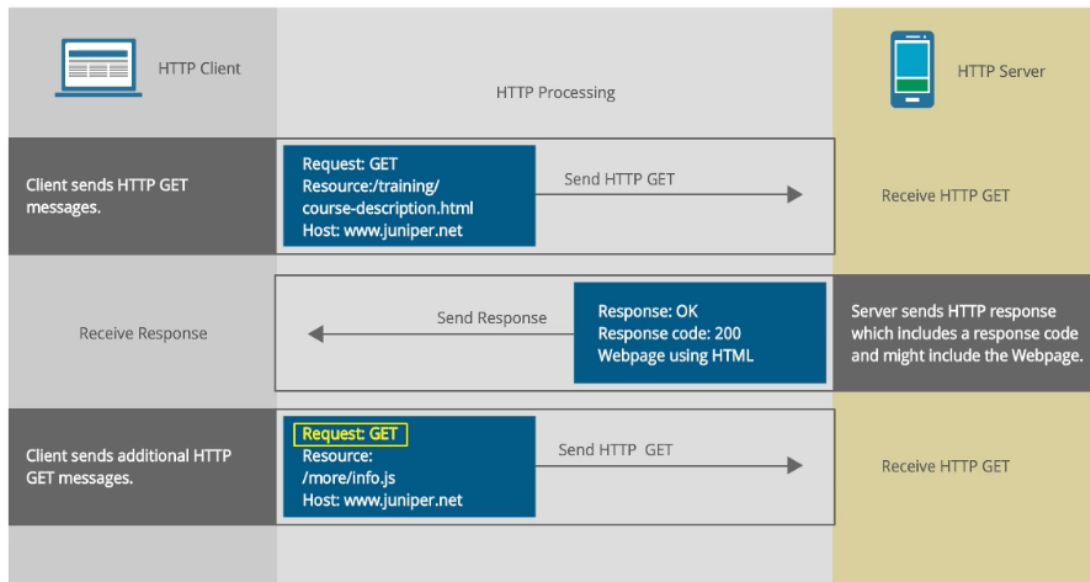 HTTP Client
HTTP Processing
HTTP Server
Client sends HTTP GET
messages.
Request: GET
Resource:/training/
course-description.html
Host: www.juniper.net
Send HTTP GET
Receive HTTP GET
Receive Response
Send Response
Response: OK
Response code: 200
Webpage using HTML
Server sends HTTP response
which includes a response code
and might include the Webpage.
Client sends additional HTTP
GET messages.
Request: GET
Resource:
/more/info.js
Host: www.juniper.net
Send HTTP GET
Receive HTTP GET